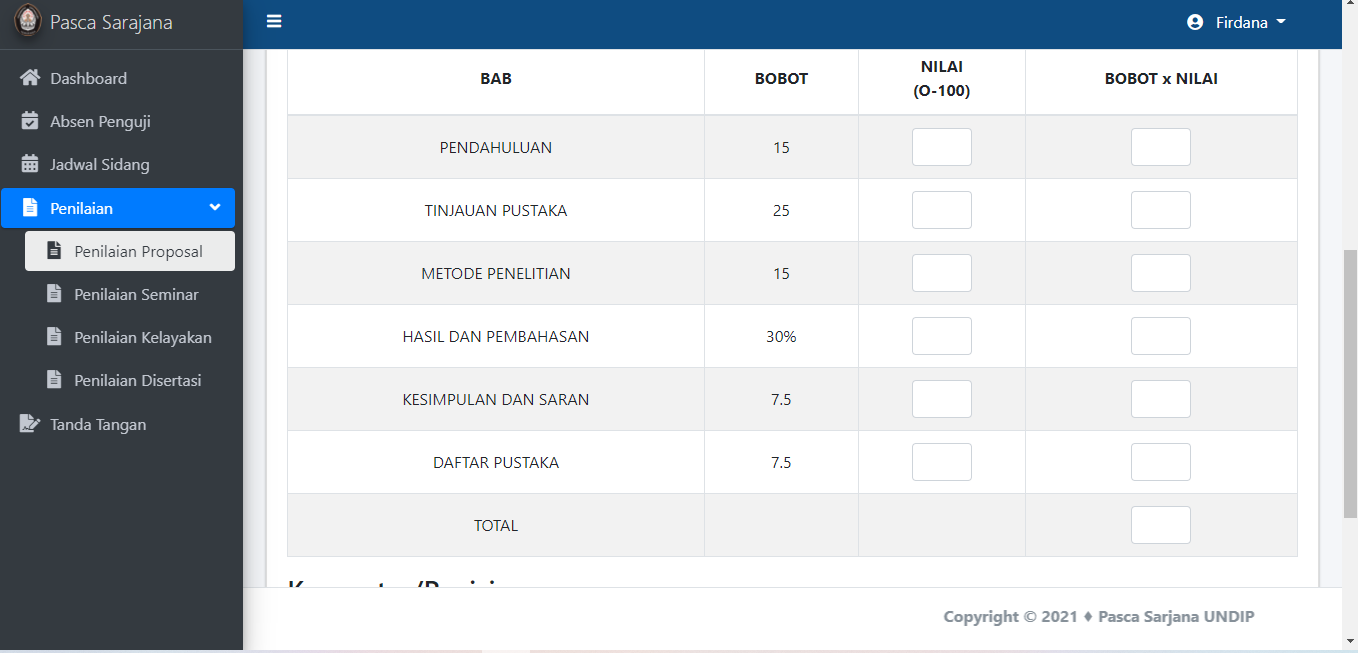 Pasca Sarajana
Firdana
Dashboard
Absen Penguji
Jadwal Sidang
Penilaian
Penilaian Proposal
Penilaian Seminar
Penilaian Kelayakan
Penilaian Disertasi
Tanda Tangan
BAB BOBOT NILAI (O-100) BOBOT x NILAI
PENDAHULUAN 15
TINJAUAN PUSTAKA 25
METODE PENELITIAN 15
HASIL DAN PEMBAHASAN 30%
KESIMPULAN DAN SARAN 7.5
DAFTAR PUSTAKA 7.5
TOTAL
Copyright © 2021 ♦ Pasca Sarjana UNDIP